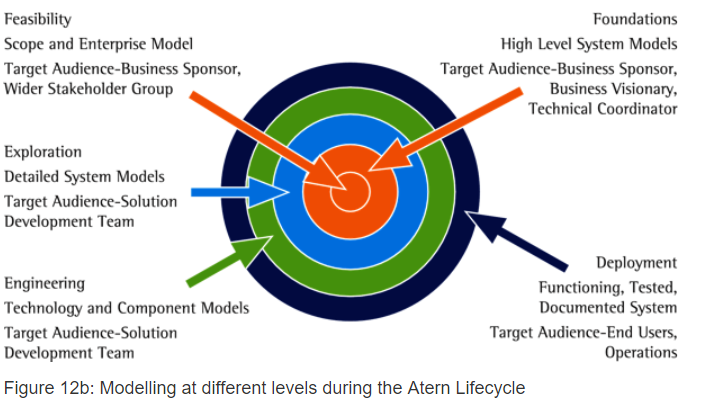 Feasibility
Scope and Enterprise Model
Target Audience-Business Sponsor,
Wider Stakeholder Group
Foundations
High Level System Models
Target Audience-Business Sponsor,
Business Visionary,
Technical Coordinator
Exploration
Detailed System Models
Target Audience-Solution
Development Team
Engineering
Technology and Component Models
Target Audience-Solution
Development Team
Deployment
Functioning, Tested,
Documented System
Target Audience-End Users,
Operations
Figure 12b: Modelling at different levels during the Atern Lifecycle